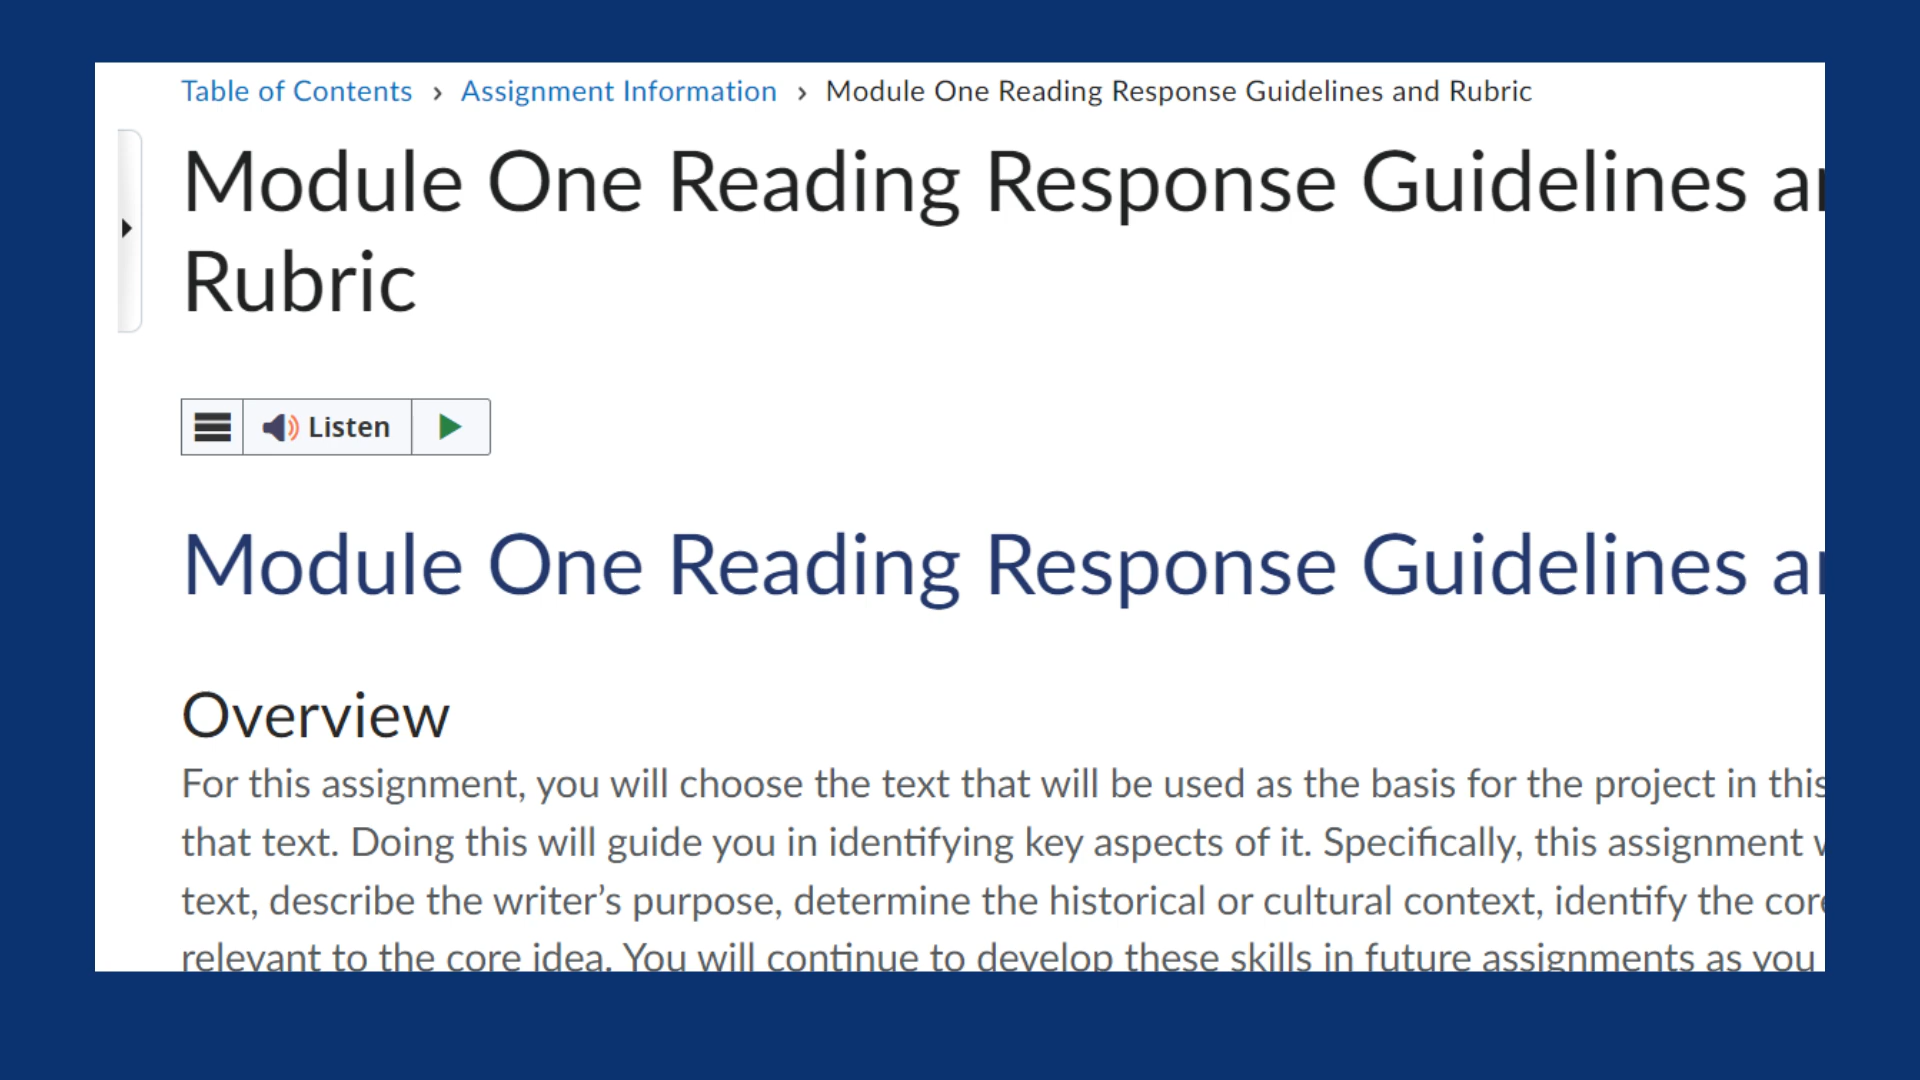 Table of Contents › Assignment Information › Module One Reading Response Guidelines and Rubric
Module One Reading Response Guidelines
Rubric
Listen
Module One Reading Response Guidelines
Overview
For this assignment, you will choose the text that will be used as the basis for the project in this
that text. Doing this will guide you in identifying key aspects of it. Specifically, this assignment
text, describe the writer’s purpose, determine the historical or cultural context, identify the core
relevant to the core idea. You will continue to develop these skills in future assignments as you